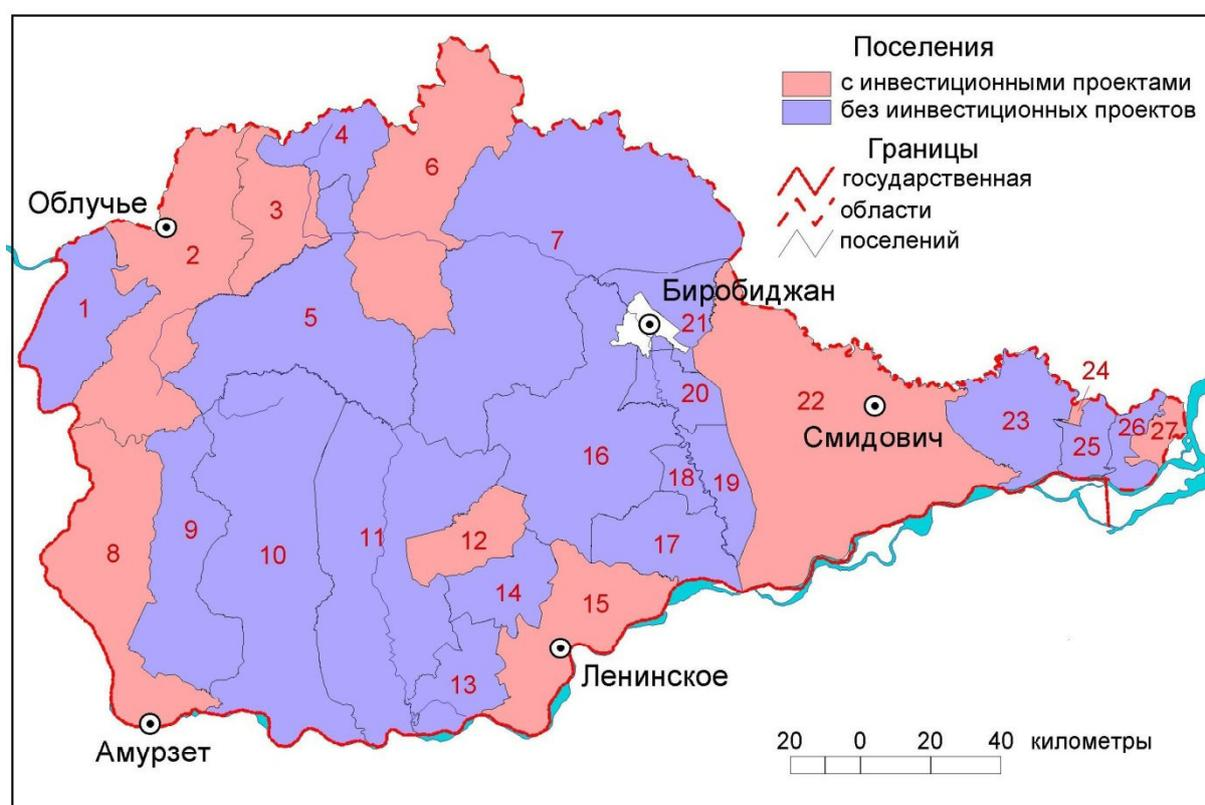 Поселения
с инвестиционными проектами
без иинвестиционных проектов
Границы
государственная
области
поселений
Облучье
Биробиджан
Смидович
Ленинское
Амурзет
1
2
3
4
5
6
7
8
9
10
11
12
13
14
15
16
17
18
19
20
21
22
23
24
25
26
27
20 0 20 40 километры